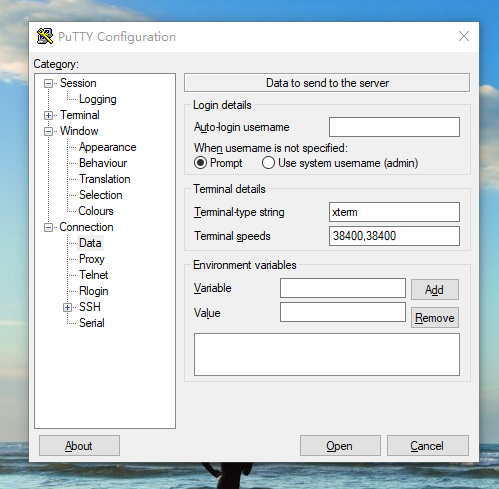 PuTTY Configuration
Category:
Session
Logging
Terminal
Window
Appearance
Behaviour
Translation
Selection
Colours
Connection
Data
Proxy
Telnet
Rlogin
SSH
Serial
Data to send to the server
Login details
Auto-login username
When username is not specified:
Prompt Use system username (admin)
Terminal details
Terminal-type string xterm
Terminal speeds 38400,38400
Environment variables
Variable Add
Value Remove
About Open Cancel